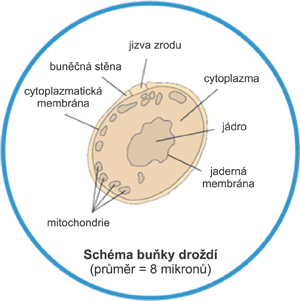 jizva zrodu
buněčná stěna
cytoplazmatická
membrána
cytoplazma
jádro
jaderná
membrána
mitochondrie
Schéma buňky droždí
(průměr = 8 mikronů)